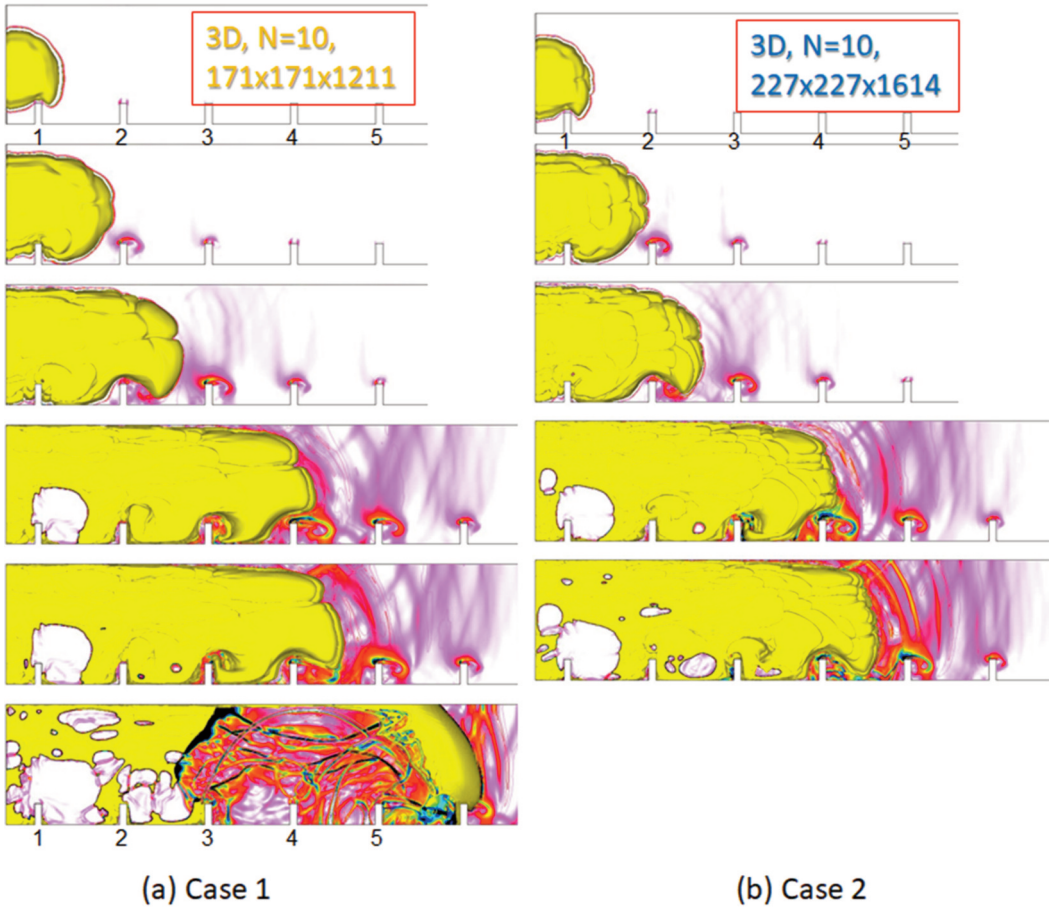 3D, N=10,
171x171x1211
1 2 3 4 5
3D, N=10,
227x227x1614
1 2 3 4 5
1 2 3 4 5
(a) Case 1
(b) Case 2